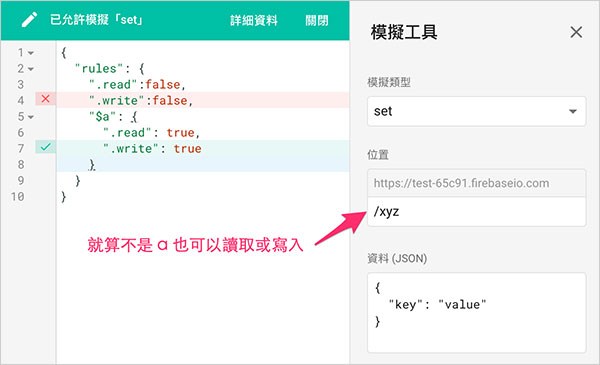 已允許模擬「set」
詳細資料
關閉
1 {
2 "rules": {
3 ".read":false,
4 ".write":false,
5 "$a": {
6 ".read": true,
7 ".write": true
8 }
9 }
10 }
就算不是 a 也可以讀取或寫入
模擬工具
模擬類型
set
位置
https://test-65c91.firebaseio.com
/xyz
資料 (JSON)
{
"key": "value"
}